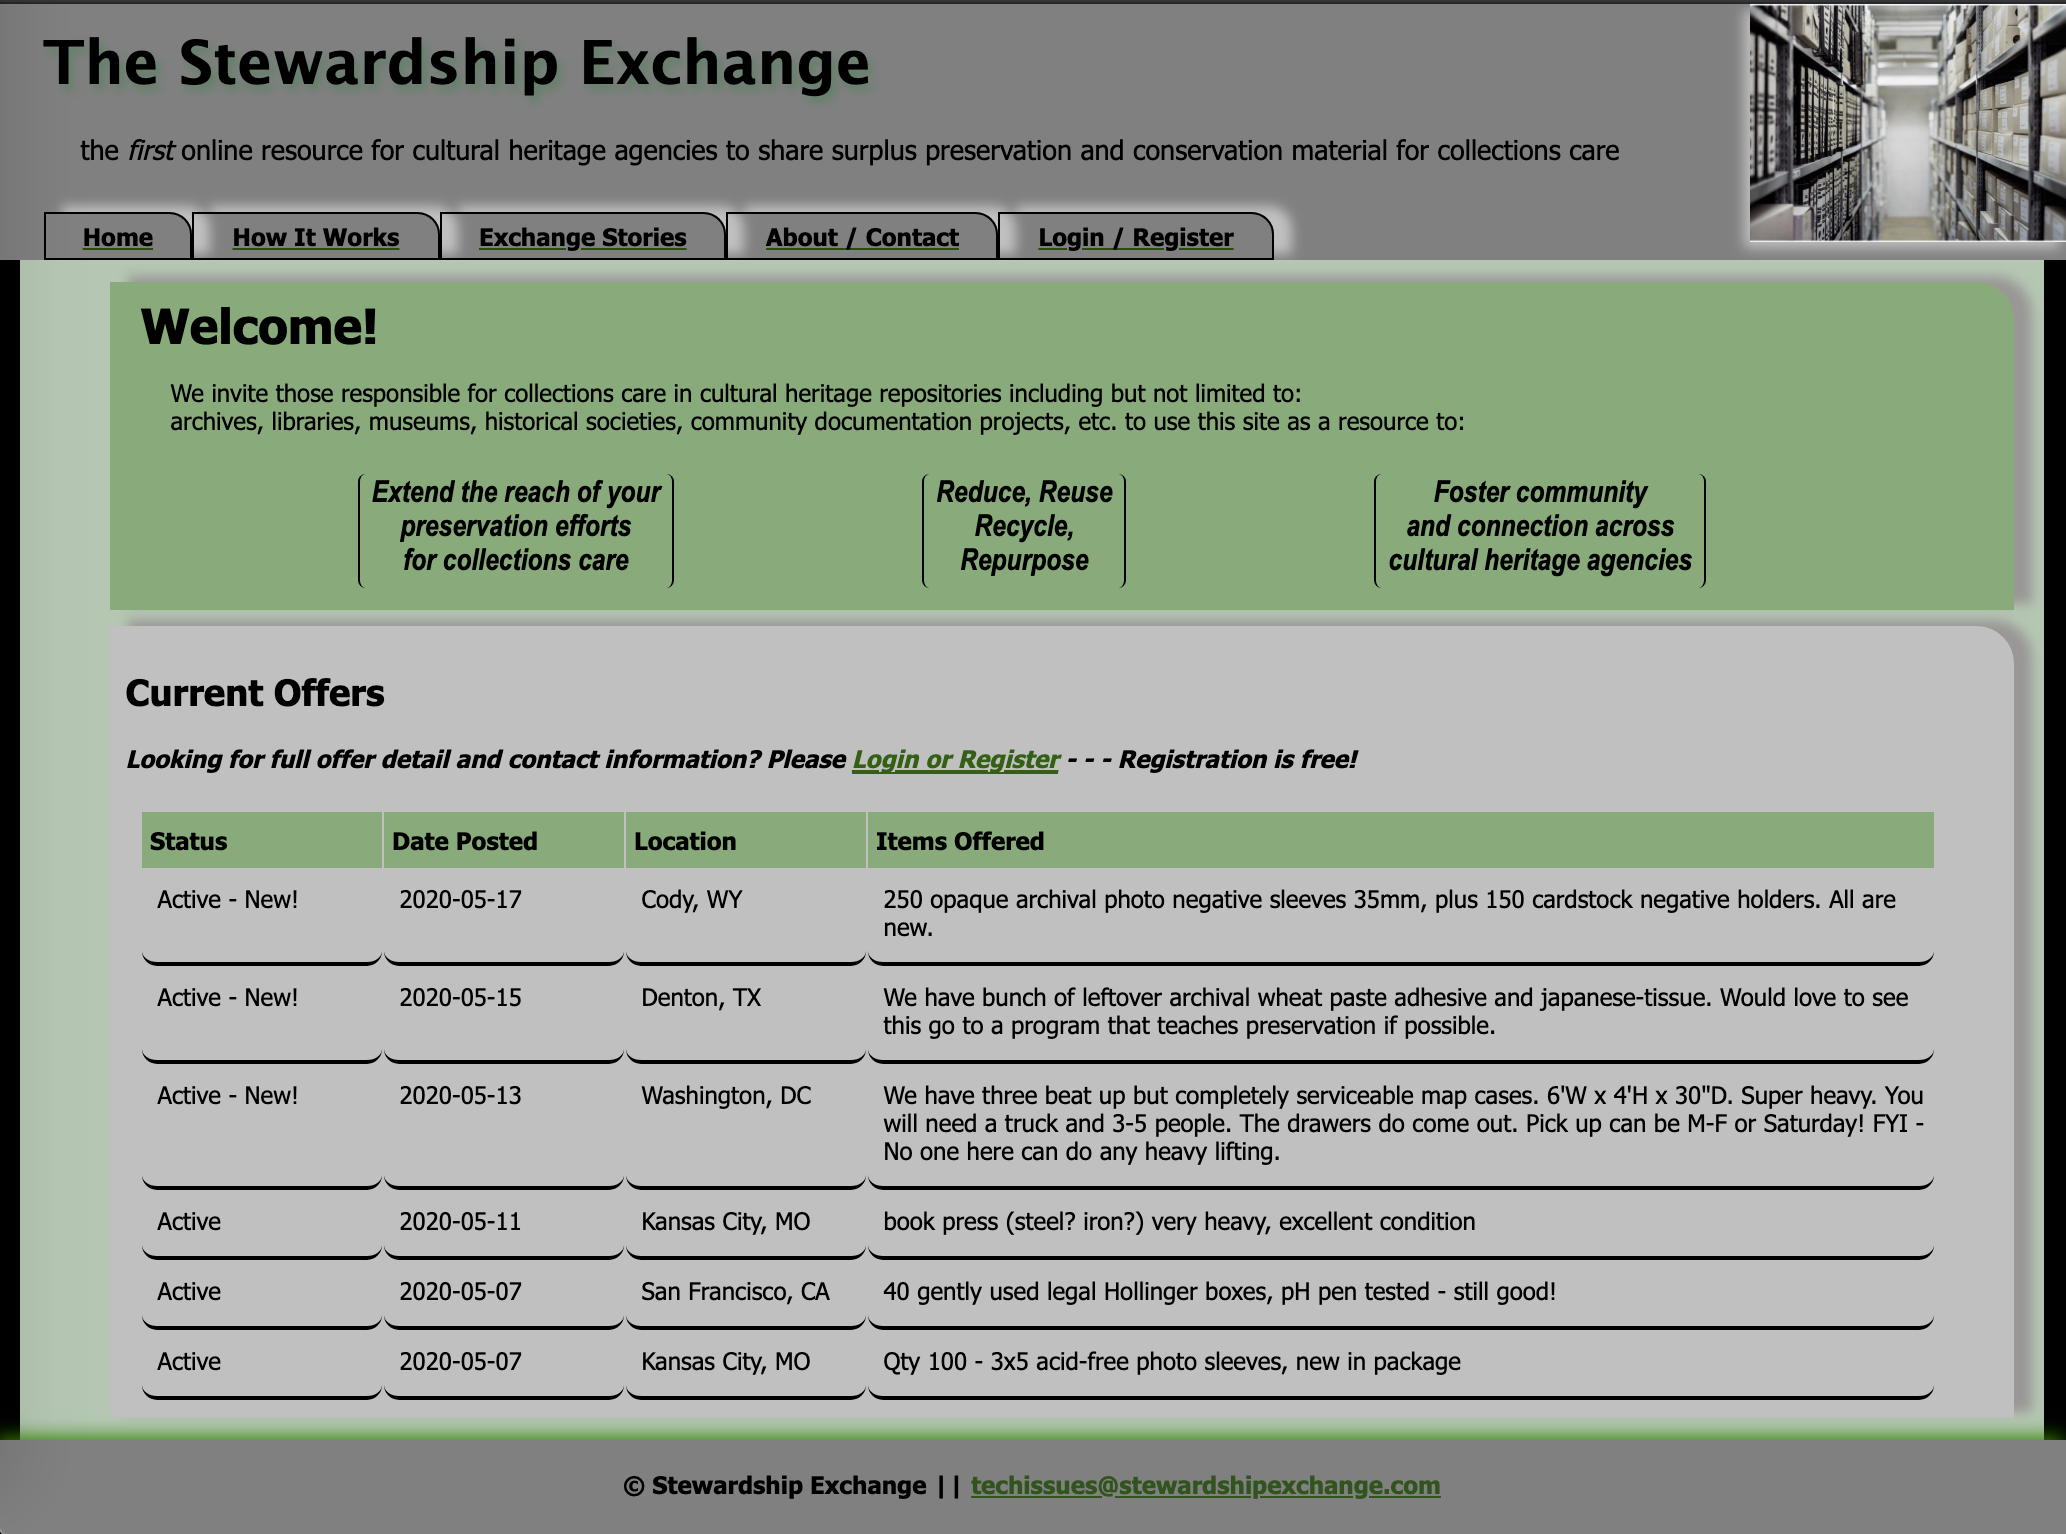 The Stewardship Exchange
the first online resource for cultural heritage agencies to share surplus preservation and conservation material for collections care
Home How It Works Exchange Stories About / Contact Login / Register
Welcome!
We invite those responsible for collections care in cultural heritage repositories including but not limited to:
archives, libraries, museums, historical societies, community documentation projects, etc. to use this site as a resource to:
Extend the reach of your
preservation efforts
for collections care
Reduce, Reuse
Recycle,
Repurpose
Foster community
and connection across
cultural heritage agencies
Current Offers
Looking for full offer detail and contact information? Please Login or Register - - - Registration is free!
Status Date Posted Location Items Offered
Active - New! 2020-05-17 Cody, WY 250 opaque archival photo negative sleeves 35mm, plus 150 cardstock negative holders. All are
new.
Active - New! 2020-05-15 Denton, TX We have bunch of leftover archival wheat paste adhesive and japanese-tissue. Would love to see
this go to a program that teaches preservation if possible.
Active - New! 2020-05-13 Washington, DC We have three beat up but completely serviceable map cases. 6'W x 4'H x 30"D. Super heavy. You
will need a truck and 3-5 people. The drawers do come out. Pick up can be M-F or Saturday! FYI -
No one here can do any heavy lifting.
Active 2020-05-11 Kansas City, MO book press (steel? iron?) very heavy, excellent condition
Active 2020-05-07 San Francisco, CA 40 gently used legal Hollinger boxes, pH pen tested - still good!
Active 2020-05-07 Kansas City, MO Qty 100 - 3x5 acid-free photo sleeves, new in package
© Stewardship Exchange || techissues@stewardshipexchange.com